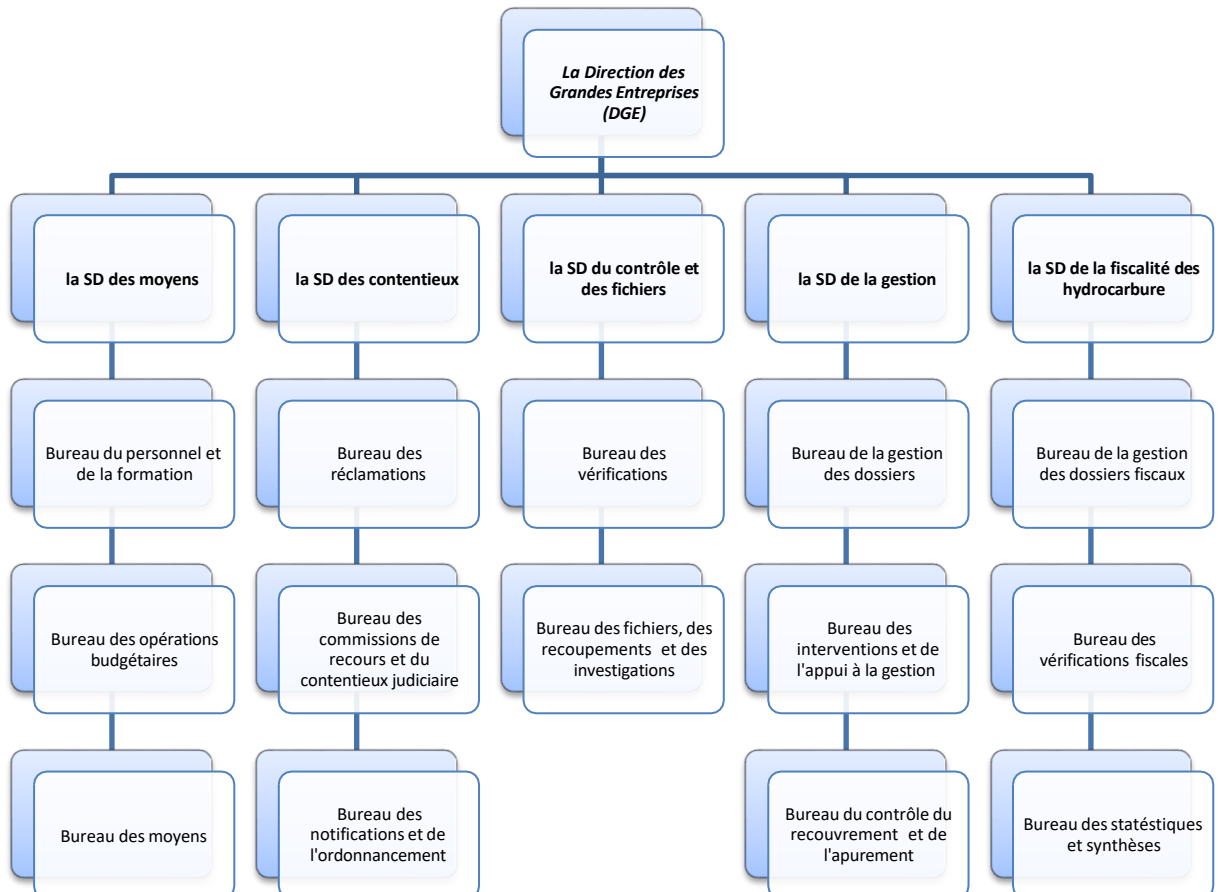 La Direction des
Grandes Entreprises
(DGE)
la SD des moyens
la SD des contentieux
la SD du contrôle et
des fichiers
la SD de la gestion
la SD de la fiscalité des
hydrocarbure
Bureau du personnel et
de la formation
Bureau des
réclamations
Bureau des
vérifications
Bureau de la gestion
des dossiers
Bureau de la gestion
des dossiers fiscaux
Bureau des opérations
budgétaires
Bureau des
commissions de
recours et du
contentieux judiciaire
Bureau des fichiers, des
recoupements et des
investigations
Bureau des
interventions et de
l'appui à la gestion
Bureau des
vérifications fiscales
Bureau des moyens
Bureau des
notifications et de
l'ordonnancement
Bureau du contrôle du
recouvrement et de
l'apurement
Bureau des statéstiques
et synthèses